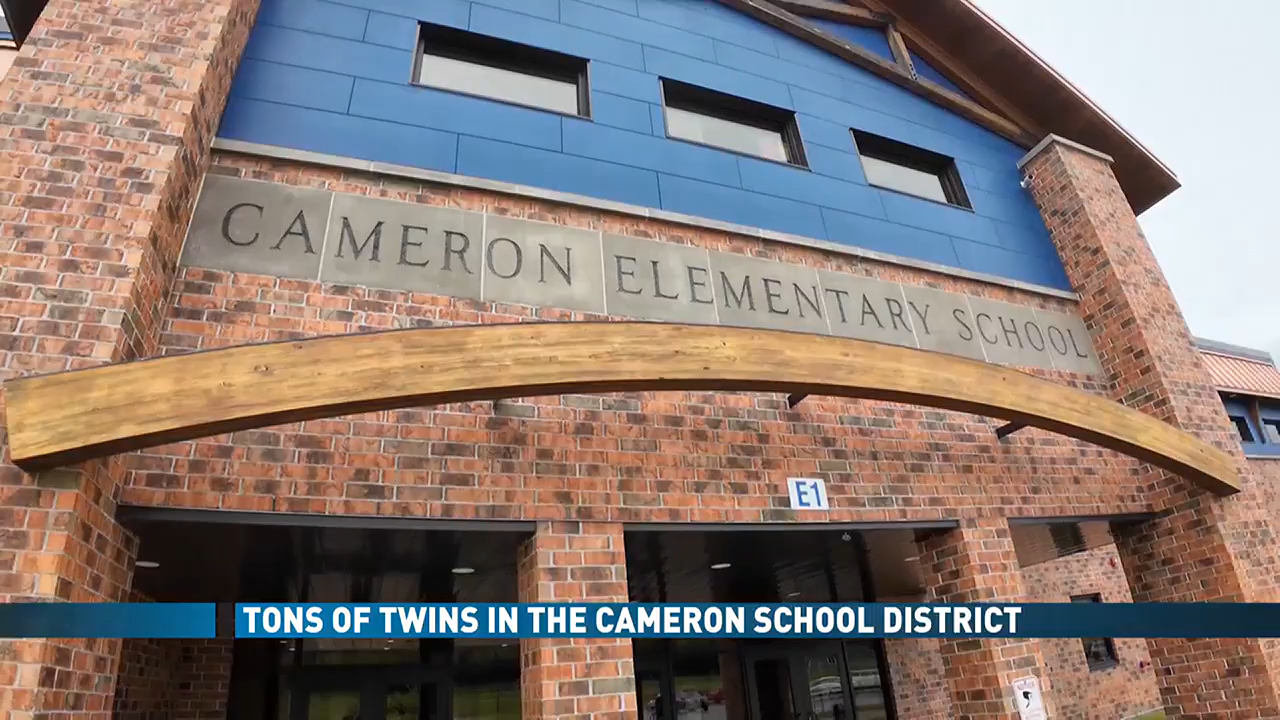 CAMERON ELEMENTARY SCHOOL
E1
TONS OF TWINS IN THE CAMERON SCHOOL DISTRICT